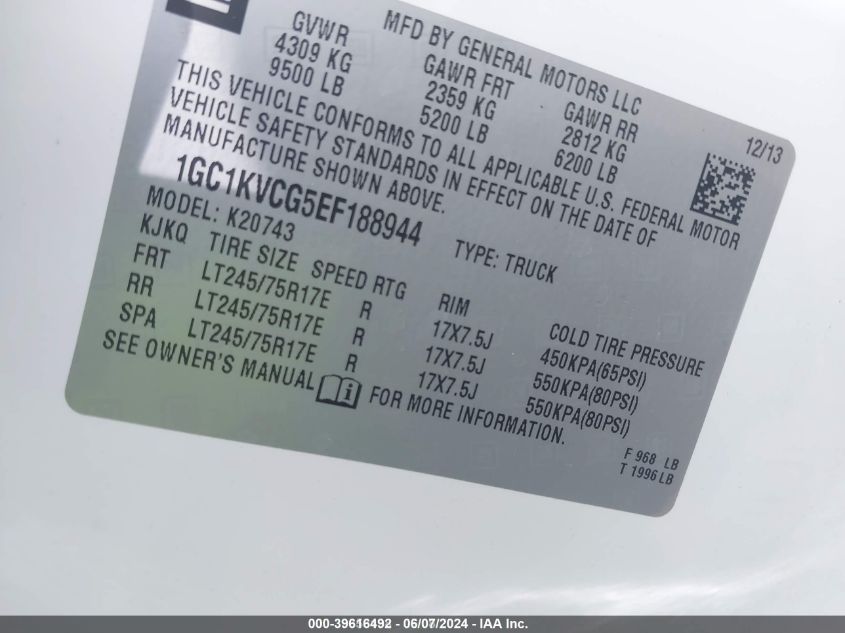 MFD BY GENERAL MOTORS LLC
GVWR GAWR FRT GAWR RR 12/13
4309 KG 2359 KG 2812 KG
9500 LB 5200 LB 6200 LB
THIS VEHICLE CONFORMS TO ALL APPLICABLE U.S. FEDERAL MOTOR
VEHICLE SAFETY STANDARDS IN EFFECT ON THE DATE OF
MANUFACTURE SHOWN ABOVE.
1GC1KVCG5EF188944 TYPE: TRUCK
MODEL: K20743
KJKQ TIRE SIZE SPEED RTG RIM COLD TIRE PRESSURE
FRT LT245/75R17E R 17X7.5J 450KPA(65PSI)
RR LT245/75R17E R 17X7.5J 550KPA(80PSI)
SPA LT245/75R17E R 17X7.5J 550KPA(80PSI)
SEE OWNER'S MANUAL FOR MORE INFORMATION.
F 968 LB
T 1996 LB
000-39616492 - 06/07/2024 - IAA Inc.